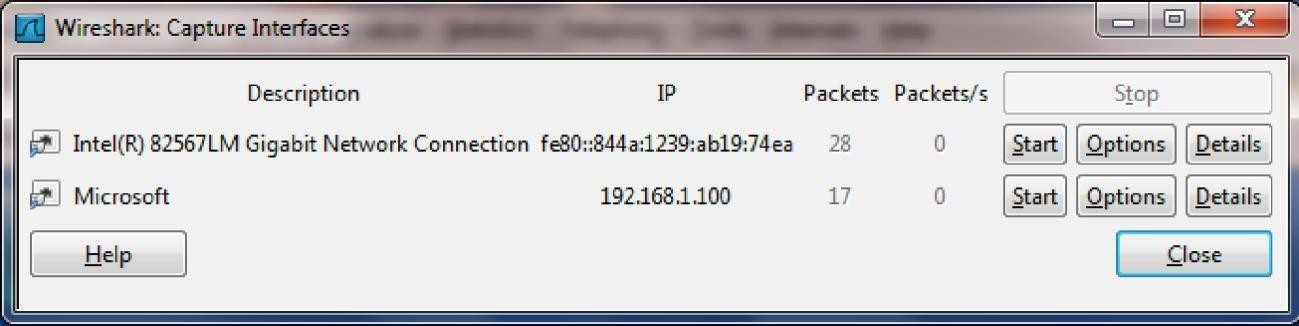 Wireshark: Capture Interfaces
Description IP Packets Packets/s Stop
Intel(R) 82567LM Gigabit Network Connection fe80::844a:1239:ab19:74ea 28 0 Start Options Details
Microsoft 192.168.1.100 17 0 Start Options Details
Help Close